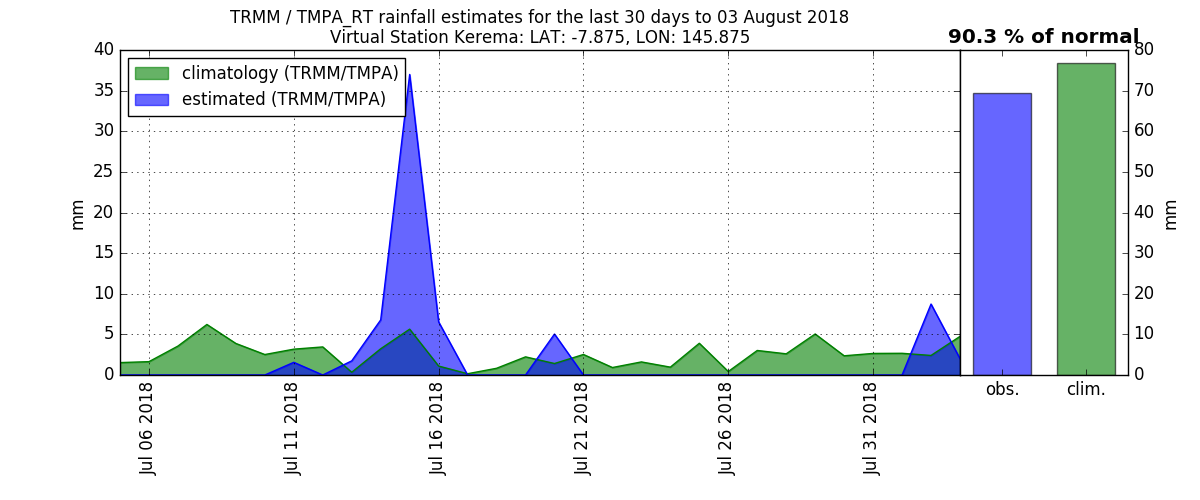 TRMM / TMPA_RT rainfall estimates for the last 30 days to 03 August 2018
Virtual Station Kerema: LAT: -7.875, LON: 145.875
90.3 % of normal
climatology (TRMM/TMPA)
estimated (TRMM/TMPA)
40
35
30
25
20
15
10
5
0
mm
Jul 06 2018
Jul 11 2018
Jul 16 2018
Jul 21 2018
Jul 26 2018
Jul 31 2018
80
70
60
50
40
30
20
10
0
mm
obs.
clim.